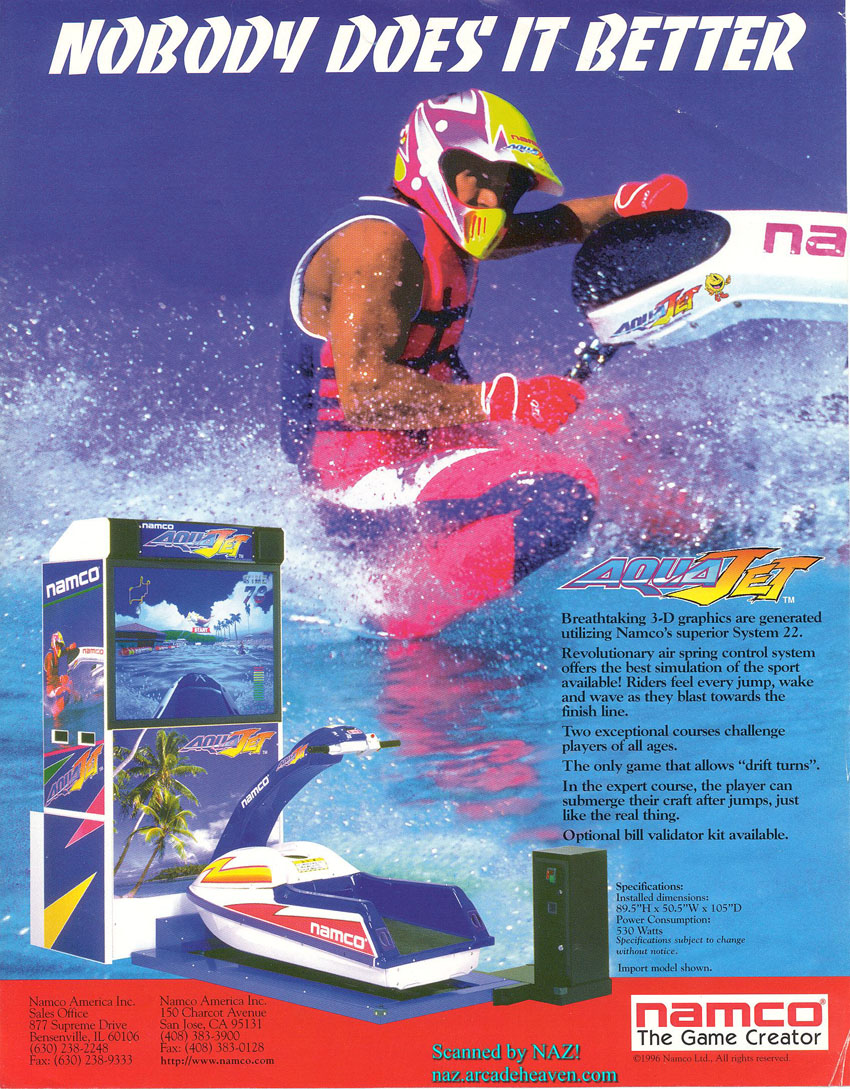 NOBODY DOES IT BETTER
namco
AQUA JET
na
AQUA JET
namco
AQUA JET
namco
TIME
78
START
namco
AQUA JET
AQUA JET
AQUA JET
namco
namco
AQUA JET™
Breathtaking 3-D graphics are generated
utilizing Namco's superior System 22.
Revolutionary air spring control system
offers the best simulation of the sport
available! Riders feel every jump, wake
and wave as they blast towards the
finish line.
Two exceptional courses challenge
players of all ages.
The only game that allows “drift turns”.
In the expert course, the player can
submerge their craft after jumps, just
like the real thing.
Optional bill validator kit available.
Specifications:
Installed dimensions:
89.5”H x 50.5”W x 105”D
Power Consumption:
530 Watts
Specifications subject to change
without notice.
Import model shown.
Namco America Inc.
Sales Office
877 Supreme Drive
Bensenville, IL 60106
(630) 238-2248
Fax: (630) 238-9333
Namco America Inc.
150 Charcot Avenue
San Jose, CA 95131
(408) 383-3900
Fax: (408) 383-0128
http://www.namco.com
namco®
The Game Creator
©1996 Namco Ltd., All rights reserved.
Scanned by NAZ!
naz.arcadeheaven.com